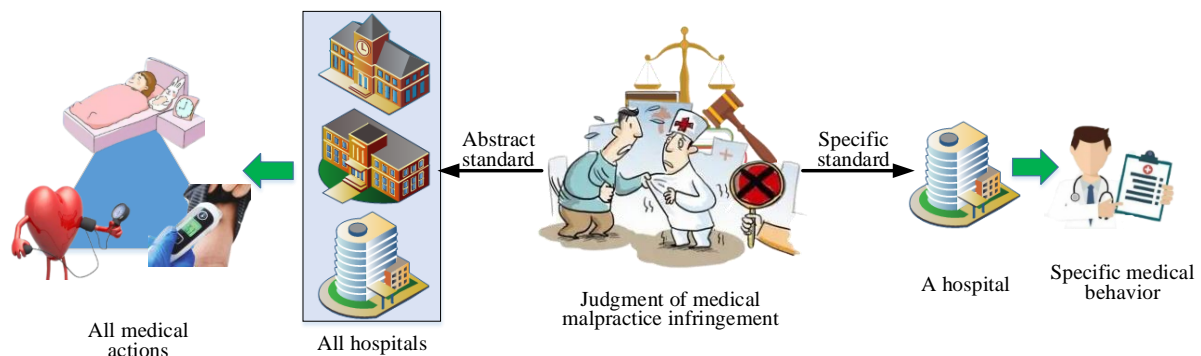 Abstract
standard
Specific
standard
All medical
actions
All hospitals
Judgment of medical
malpractice infringement
A hospital
Specific medical
behavior